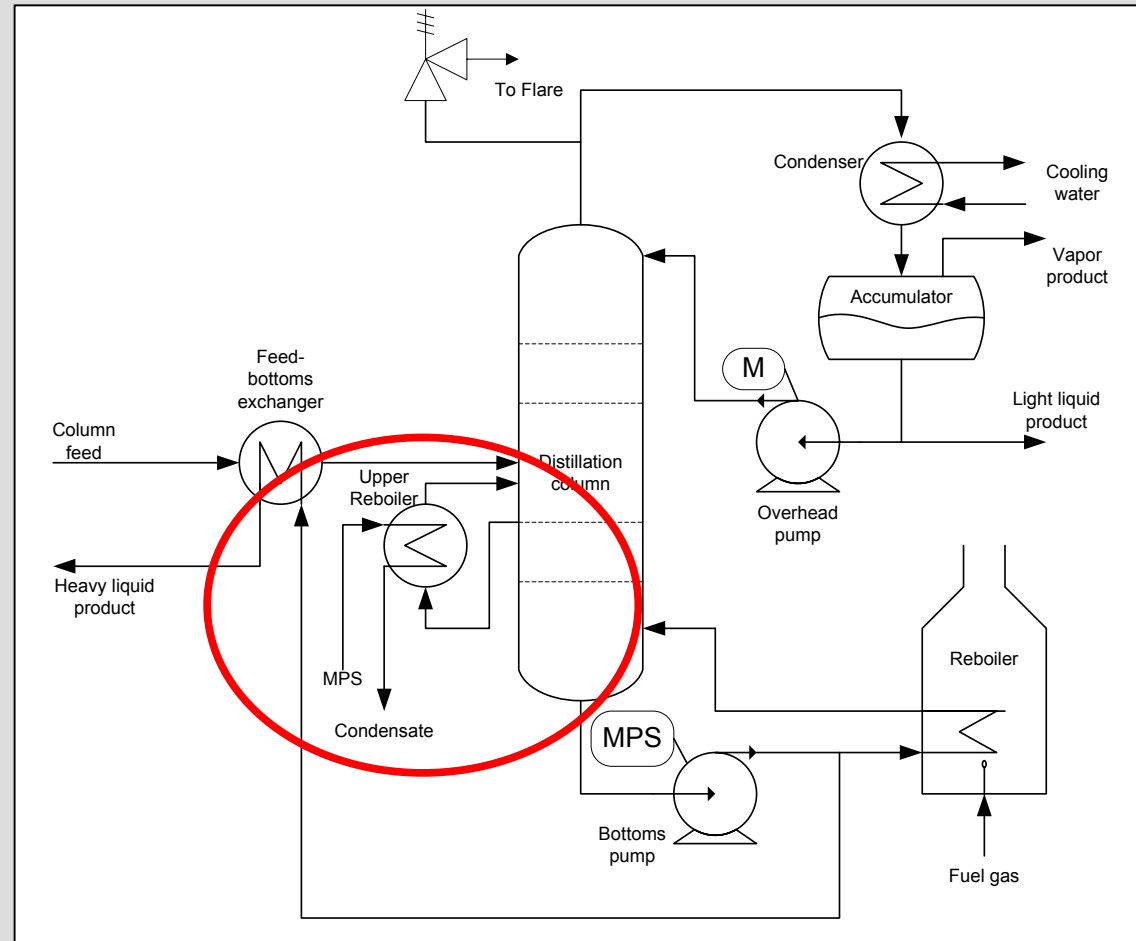 To Flare
Condenser
Cooling
water
Vapor
product
Accumulator
Feed-
bottoms
exchanger
M
Light liquid
product
Column
feed
Distillation
column
Upper
Reboiler
Overhead
pump
Heavy liquid
product
Reboiler
MPS
Condensate
MPS
Bottoms
pump
Fuel gas